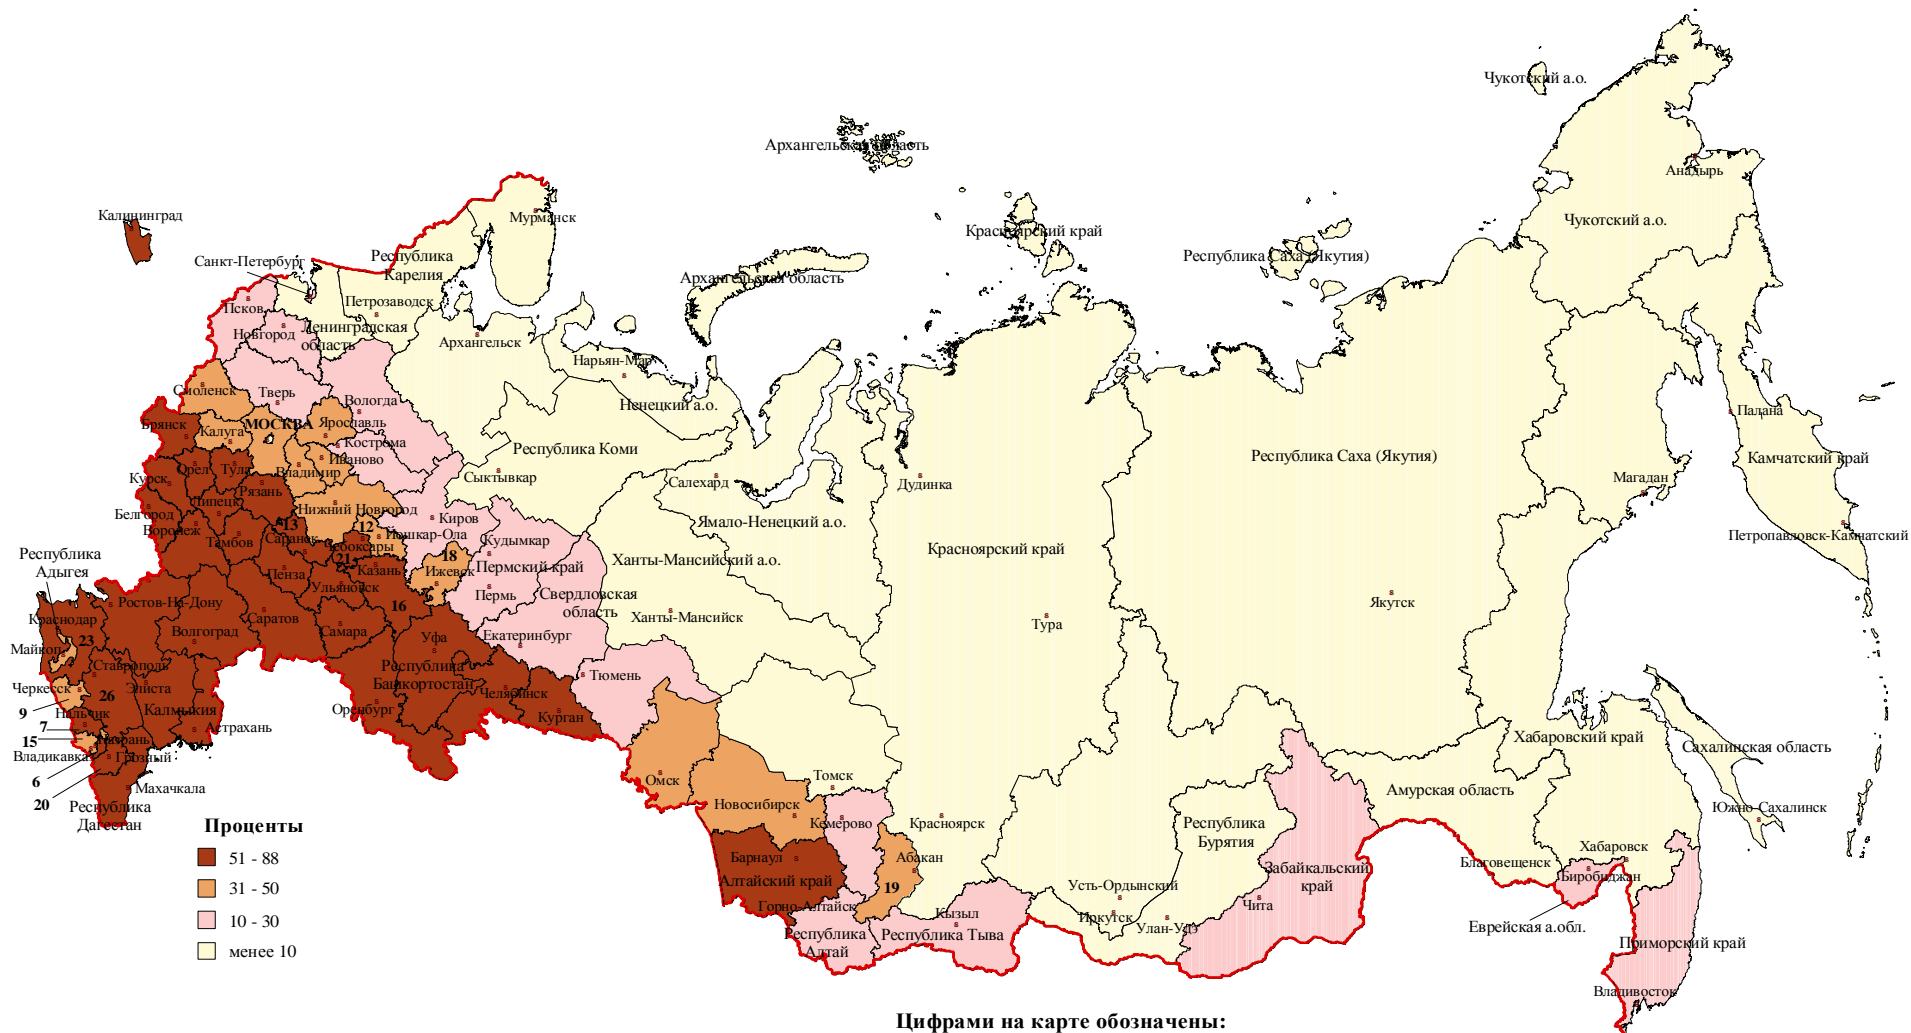 Чукотский а.о.
Архангельская область
Анадырь
Калининград
Мурманск
Чукотский а.о.
Красноярский край
Санкт-Петербург
Республика
Карелия
Республика Саха (Якутия)
Архангельская область
Петрозаводск
Псков
Новгород
Ленинградская
область
Архангельск
Нарьян-Мар
Смоленск
Тверь
Вологда
Ненецкий а.о.
Палана
Брянск
Калуга
МОСКВА
Ярославль
Кострома
Республика Коми
Республика Саха (Якутия)
Камчатский край
Иваново
Владимир
Орел
Тула
Сыктывкар
Салехард
Дудинка
Магадан
Курск
Рязань
Липецк
Нижний Новгород
Белгород
Киров
Ямало-Ненецкий а.о.
Воронеж
13
12
Йошкар-Ола
Петропавловск-Камчатский
Тамбов
Саранск
Чебоксары
Кудымкар
Красноярский край
Республика
Адыгея
21
18
Ханты-Мансийский а.о.
Пенза
Казань
Ижевск
Пермский край
Ульяновск
Пермь
Свердловская
область
Якутск
Ростов-На-Дону
16
Краснодар
Саратов
Ханты-Мансийск
Тура
Волгоград
Самара
Уфа
Екатеринбург
23
Майкоп
Ставрополь
Республика
Башкортостан
Тюмень
Черкесск
Элиста
26
Челябинск
9
Нальчик
Калмыкия
Оренбург
Курган
7
Астрахань
15
Назрань
Владикавказ
Грозный
Хабаровский край
Сахалинская область
6
Махачкала
Омск
Томск
20
Республика
Дагестан
Новосибирск
Кемерово
Красноярск
Амурская область
Южно-Сахалинск
Республика
Бурятия
Проценты
51 - 88
31 - 50
10 - 30
менее 10
Барнаул
Абакан
Хабаровск
Благовещенск
Биробиджан
Алтайский край
19
Забайкальский
край
Усть-Ордынский
Горно-Алтайск
Кызыл
Иркутск
Чита
Улан-Удэ
Еврейская а.обл.
Республика
Алтай
Республика Тыва
Приморский край
Владивосток
Цифрами на карте обозначены: